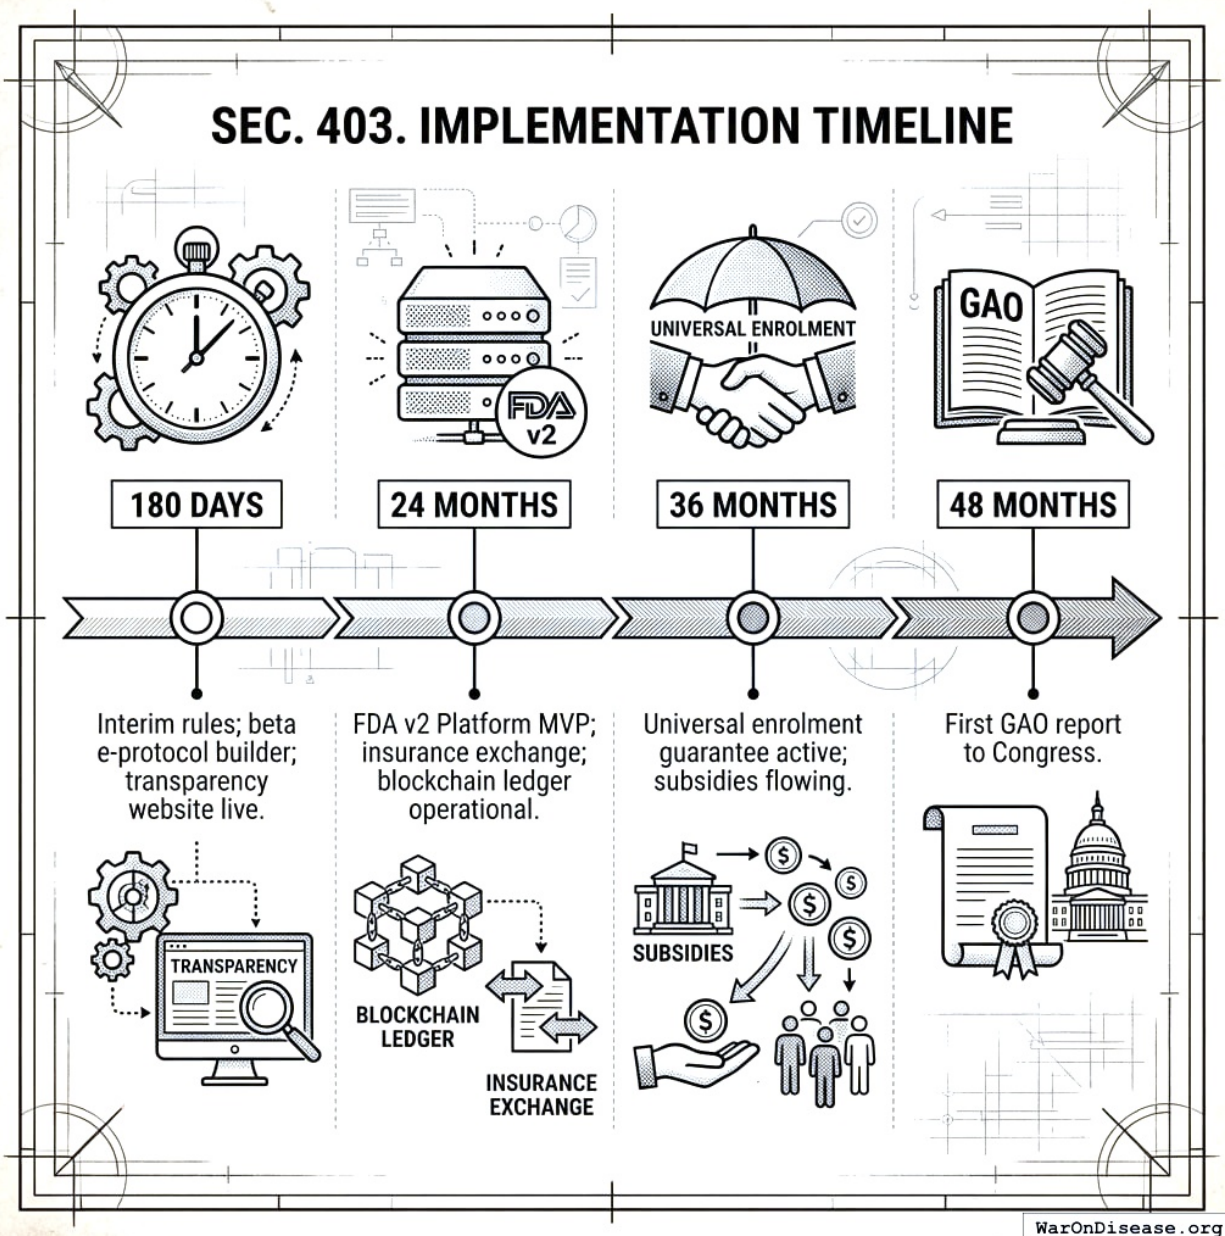 SEC. 403. IMPLEMENTATION TIMELINE
FDA
v2
UNIVERSAL ENROLMENT
GAO
180 DAYS
24 MONTHS
36 MONTHS
48 MONTHS
Interim rules; beta
e-protocol builder;
transparency
website live.
FDA v2 Platform MVP;
insurance exchange;
blockchain ledger
operational.
Universal enrolment
guarantee active;
subsidies flowing.
First GAO report
to Congress.
TRANSPARENCY
BLOCKCHAIN
LEDGER
INSURANCE
EXCHANGE
SUBSIDIES
$
$
$
$
$
WarOnDisease.org